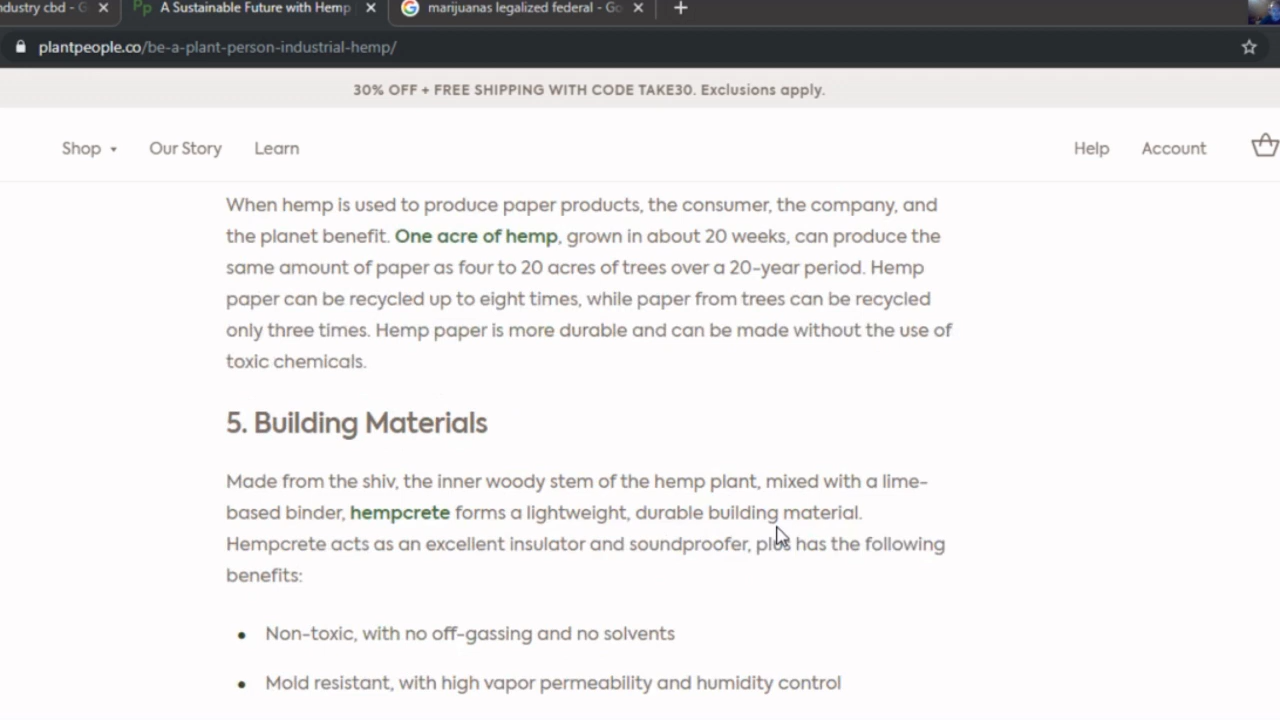 ndustry cbd - G
A Sustainable Future with Hemp
marijuanas legalized federal - Go
plantpeople.co/be-a-plant-person-industrial-hemp/
30% OFF + FREE SHIPPING WITH CODE TAKE30. Exclusions apply.
Shop Our Story Learn Help Account
When hemp is used to produce paper products, the consumer, the company, and
the planet benefit. One acre of hemp, grown in about 20 weeks, can produce the
same amount of paper as four to 20 acres of trees over a 20-year period. Hemp
paper can be recycled up to eight times, while paper from trees can be recycled
only three times. Hemp paper is more durable and can be made without the use of
toxic chemicals.
5. Building Materials
Made from the shiv, the inner woody stem of the hemp plant, mixed with a lime-
based binder, hempcrete forms a lightweight, durable building material.
Hempcrete acts as an excellent insulator and soundproofer, plus has the following
benefits:
• Non-toxic, with no off-gassing and no solvents
• Mold resistant, with high vapor permeability and humidity control